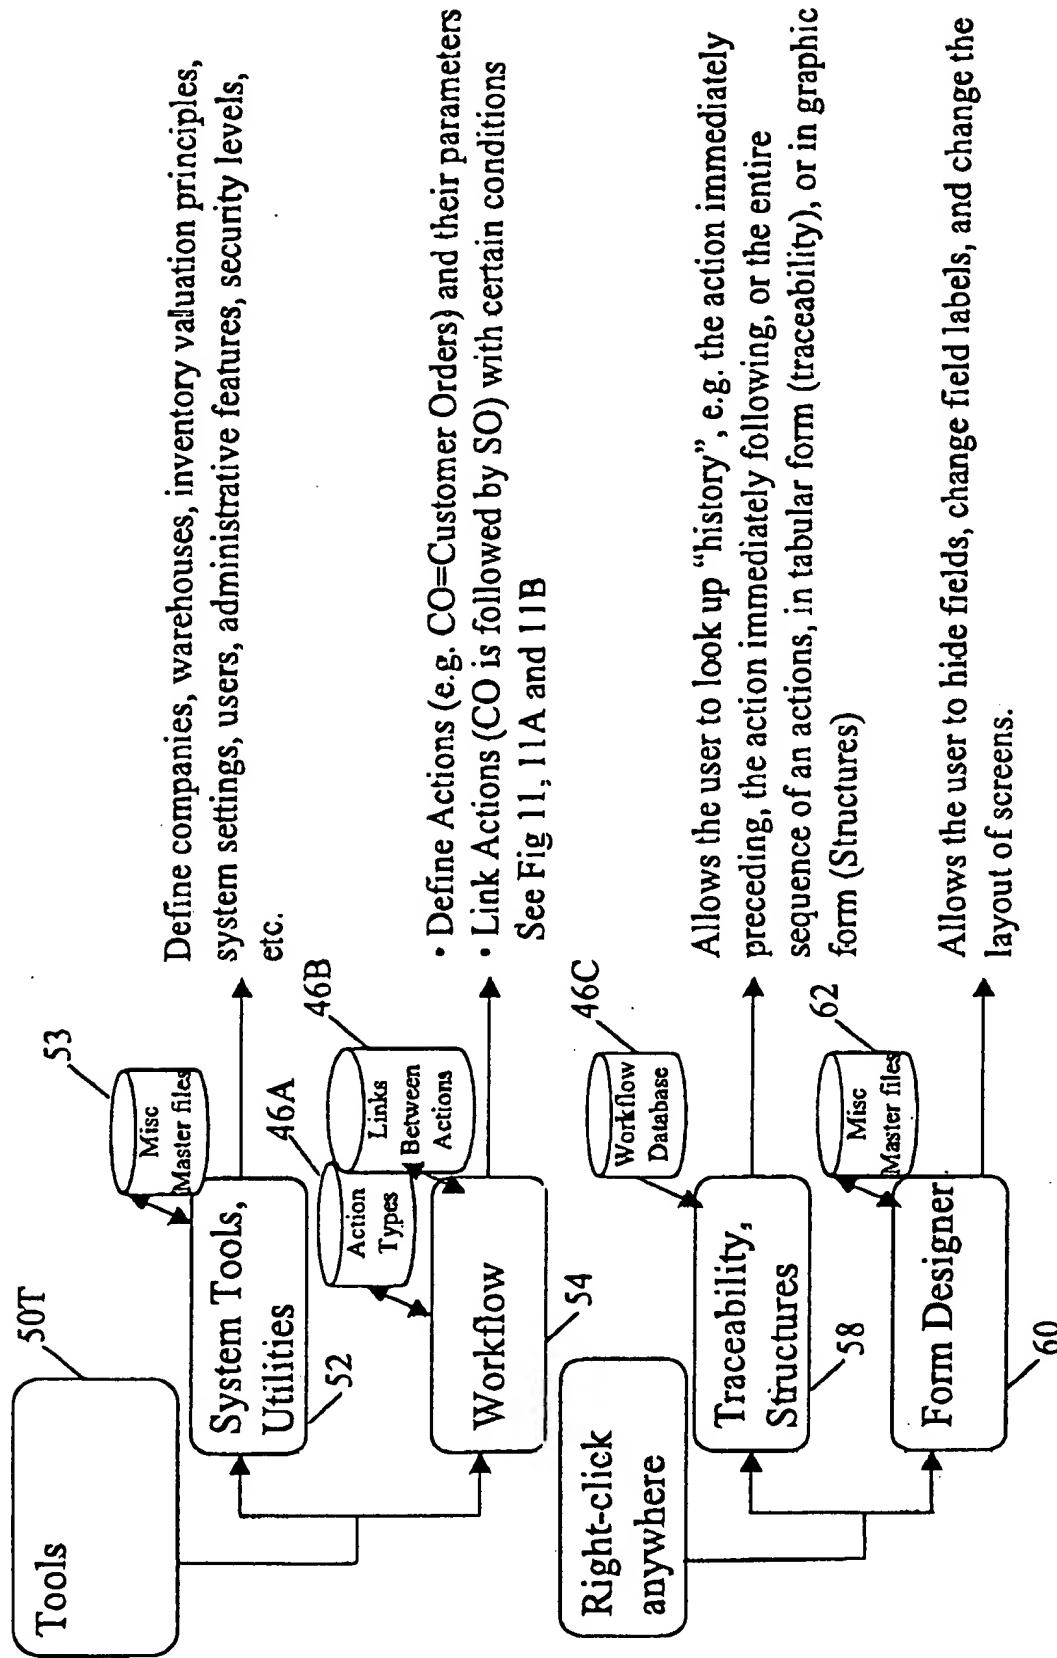 50T
Tools
53
Misc
Master files
System Tools,
Utilities
52
Define companies, warehouses, inventory valuation principles,
system settings, users, administrative features, security levels,
etc.
46A
Action
Types
46B
Links
Between
Actions
Workflow
54
• Define Actions (e.g. CO=Customer Orders) and their parameters
• Link Actions (CO is followed by SO) with certain conditions
See Fig 11, 11A and 11B
Right-click
anywhere
46C
Workflow
Database
Traceability,
Structures
58
Allows the user to look up “history”, e.g. the action immediately
preceding, the action immediately following, or the entire
sequence of an actions, in tabular form (traceability), or in graphic
form (Structures)
62
Misc
Master files
Form Designer
60
Allows the user to hide fields, change field labels, and change the
layout of screens.